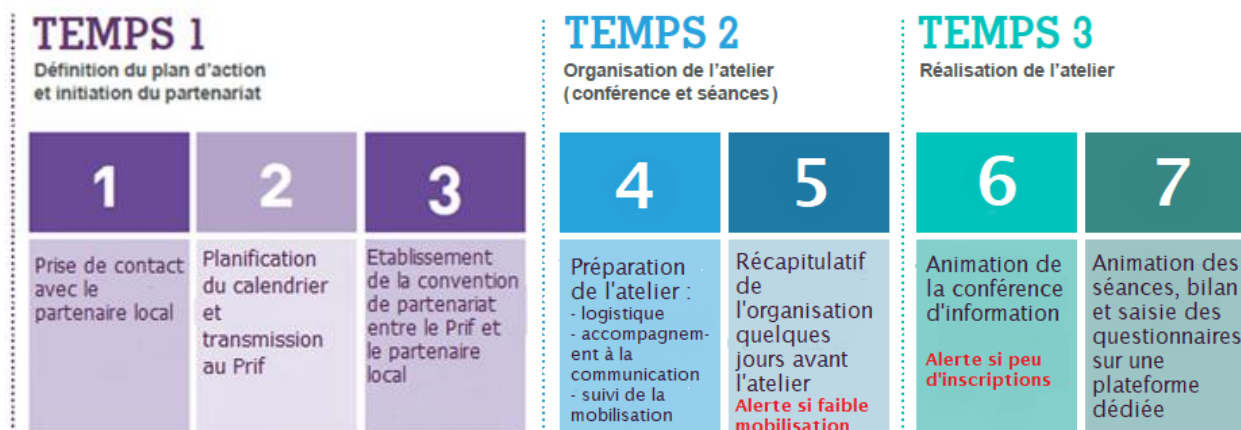 TEMPS 1
Définition du plan d'action
et initiation du partenariat
1
Prise de contact
avec le
partenaire local
2
Planification
du calendrier
et
transmission
au Prif
3
Etablissement
de la convention
de partenariat
entre le Prif et
le partenaire
local
TEMPS 2
Organisation de l'atelier
(conférence et séances)
4
Préparation
de l'atelier :
- logistique
- accompagnem-
ent à la
communication
- suivi de la
mobilisation
5
Récapitulatif
de
l'organisation
quelques
jours avant
l'atelier
Alerte si faible
mobilisation
TEMPS 3
Réalisation de l'atelier
6
Animation de
la conférence
d'information
Alerte si peu
d'inscriptions
7
Animation des
séances, bilan
et saisie des
questionnaires
sur une
plateforme
dédiée